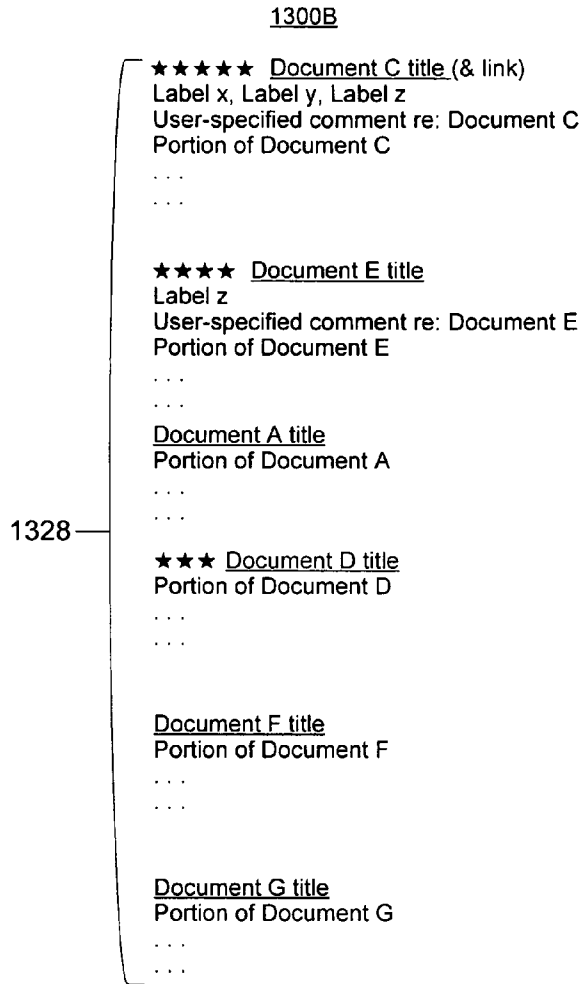 1300B
★★★★★ Document C title (& link)
Label x, Label y, Label z
User-specified comment re: Document C
Portion of Document C
. . .
. . .
★★★★ Document E title
Label z
User-specified comment re: Document E
Portion of Document E
. . .
. . .
Document A title
Portion of Document A
. . .
. . .
1328
★★★ Document D title
Portion of Document D
. . .
. . .
Document F title
Portion of Document F
. . .
. . .
Document G title
Portion of Document G
. . .
. . .